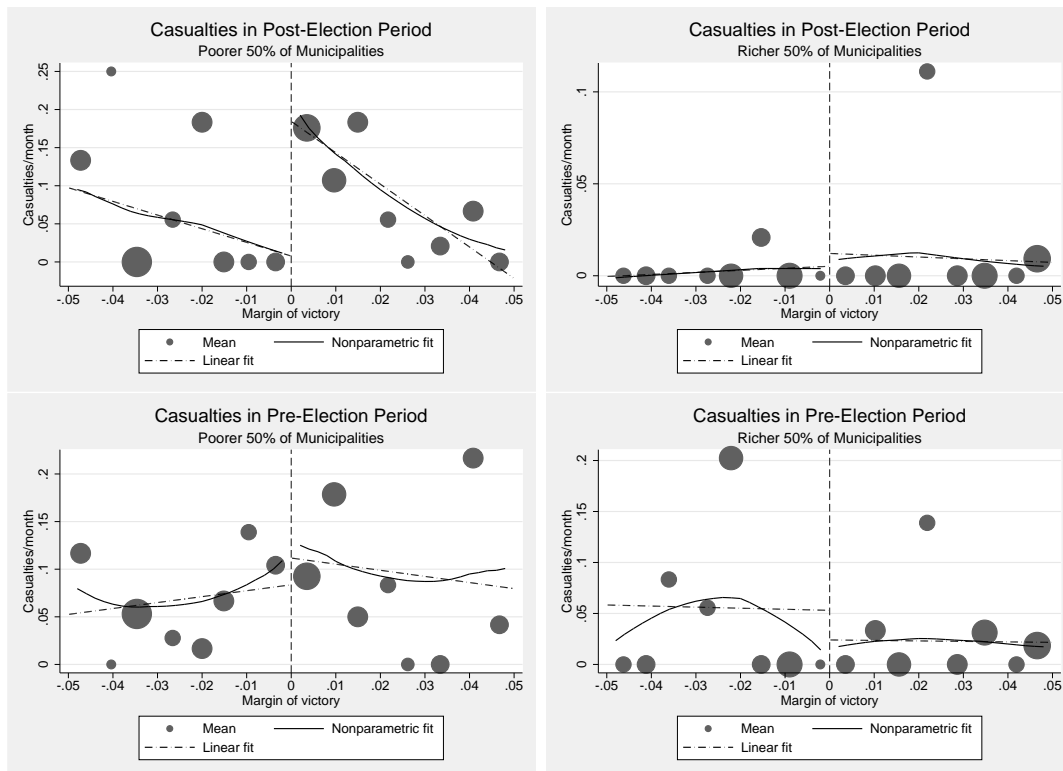 Casualties in Post-Election Period
Poorer 50% of Municipalities
Casualties/month
.25
.2
.15
.1
.05
0
-.05 -.04 -.03 -.02 -.01 0 .01 .02 .03 .04 .05
Margin of victory
Mean Nonparametric fit
Linear fit
Casualties in Post-Election Period
Richer 50% of Municipalities
Casualties/month
.1
.05
0
-.05 -.04 -.03 -.02 -.01 0 .01 .02 .03 .04 .05
Margin of victory
Mean Nonparametric fit
Linear fit
Casualties in Pre-Election Period
Poorer 50% of Municipalities
Casualties/month
.2
.15
.1
.05
0
-.05 -.04 -.03 -.02 -.01 0 .01 .02 .03 .04 .05
Margin of victory
Mean Nonparametric fit
Linear fit
Casualties in Pre-Election Period
Richer 50% of Municipalities
Casualties/month
.2
.15
.1
.05
0
-.05 -.04 -.03 -.02 -.01 0 .01 .02 .03 .04 .05
Margin of victory
Mean Nonparametric fit
Linear fit